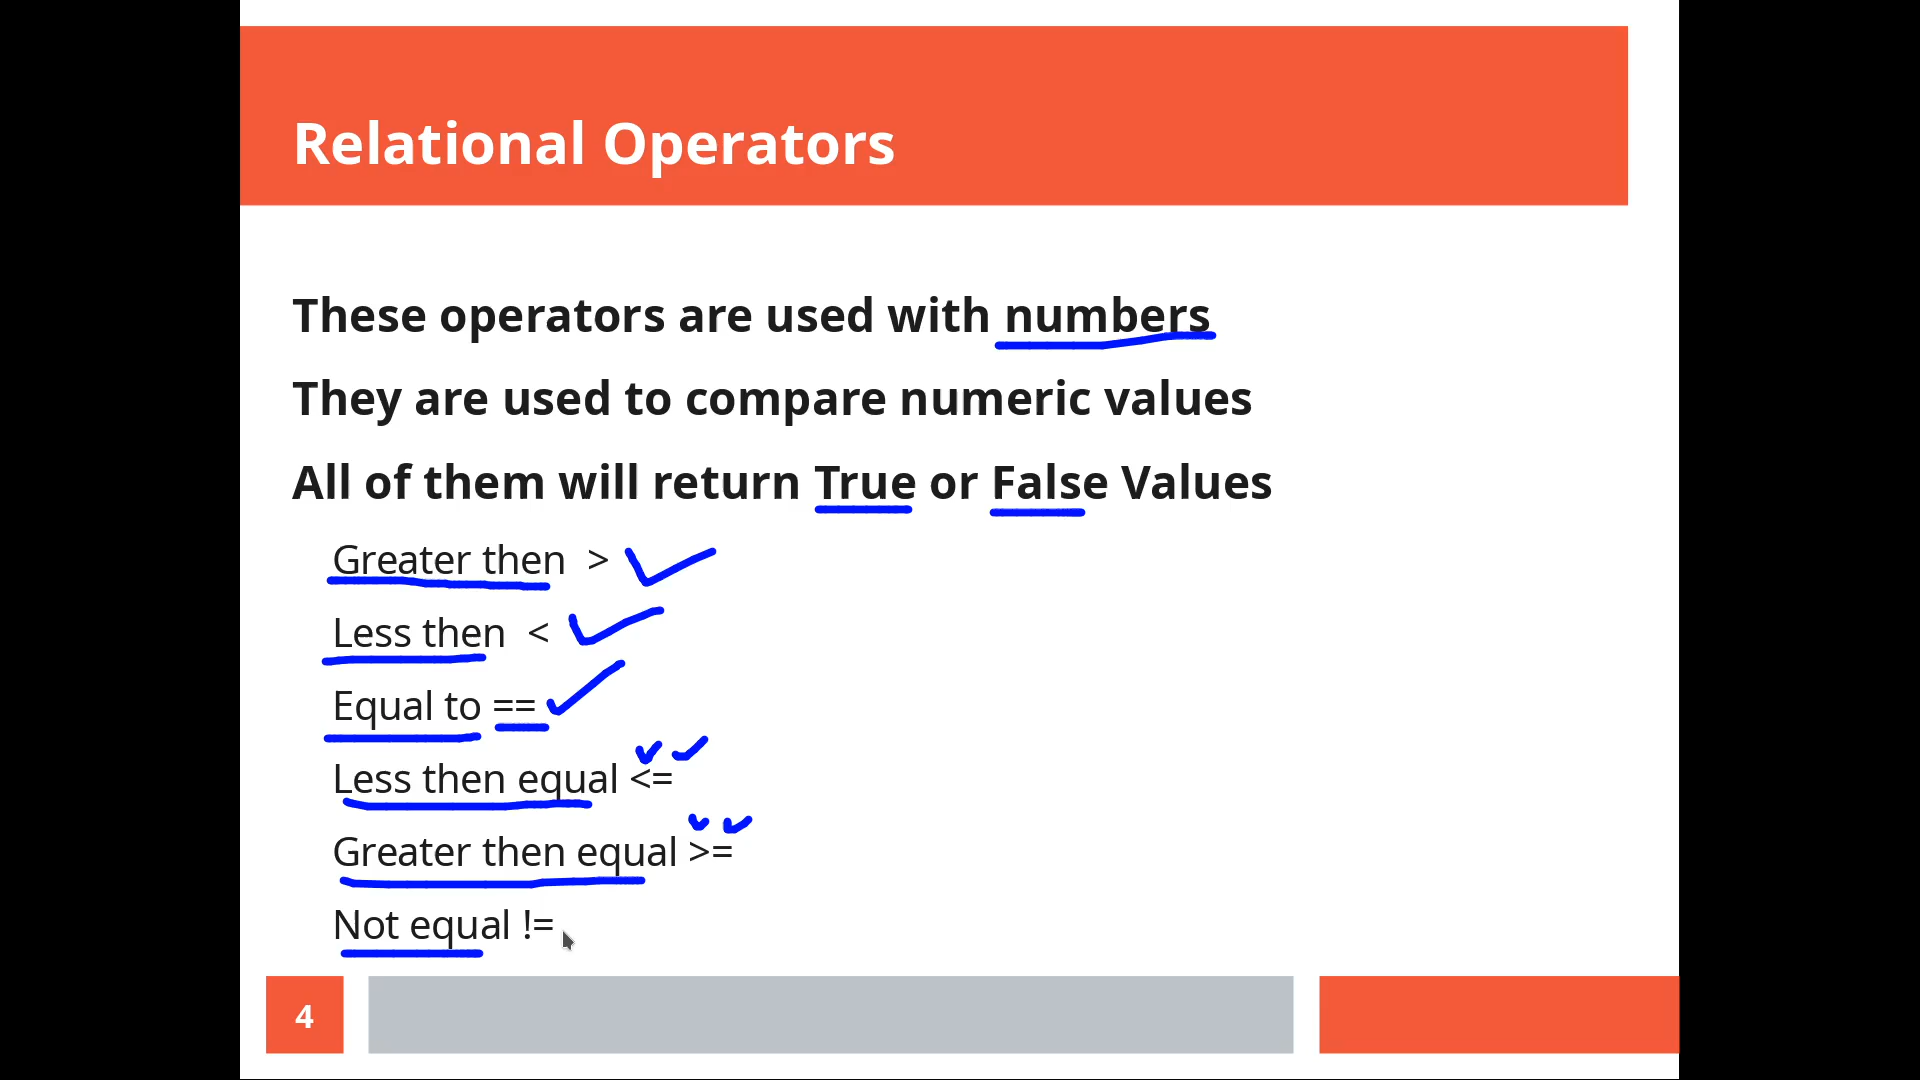 Relational Operators
These operators are used with numbers
They are used to compare numeric values
All of them will return True or False Values
Greater then >
Less then <
Equal to ==
Less then equal <=
Greater then equal >=
Not equal !=
4